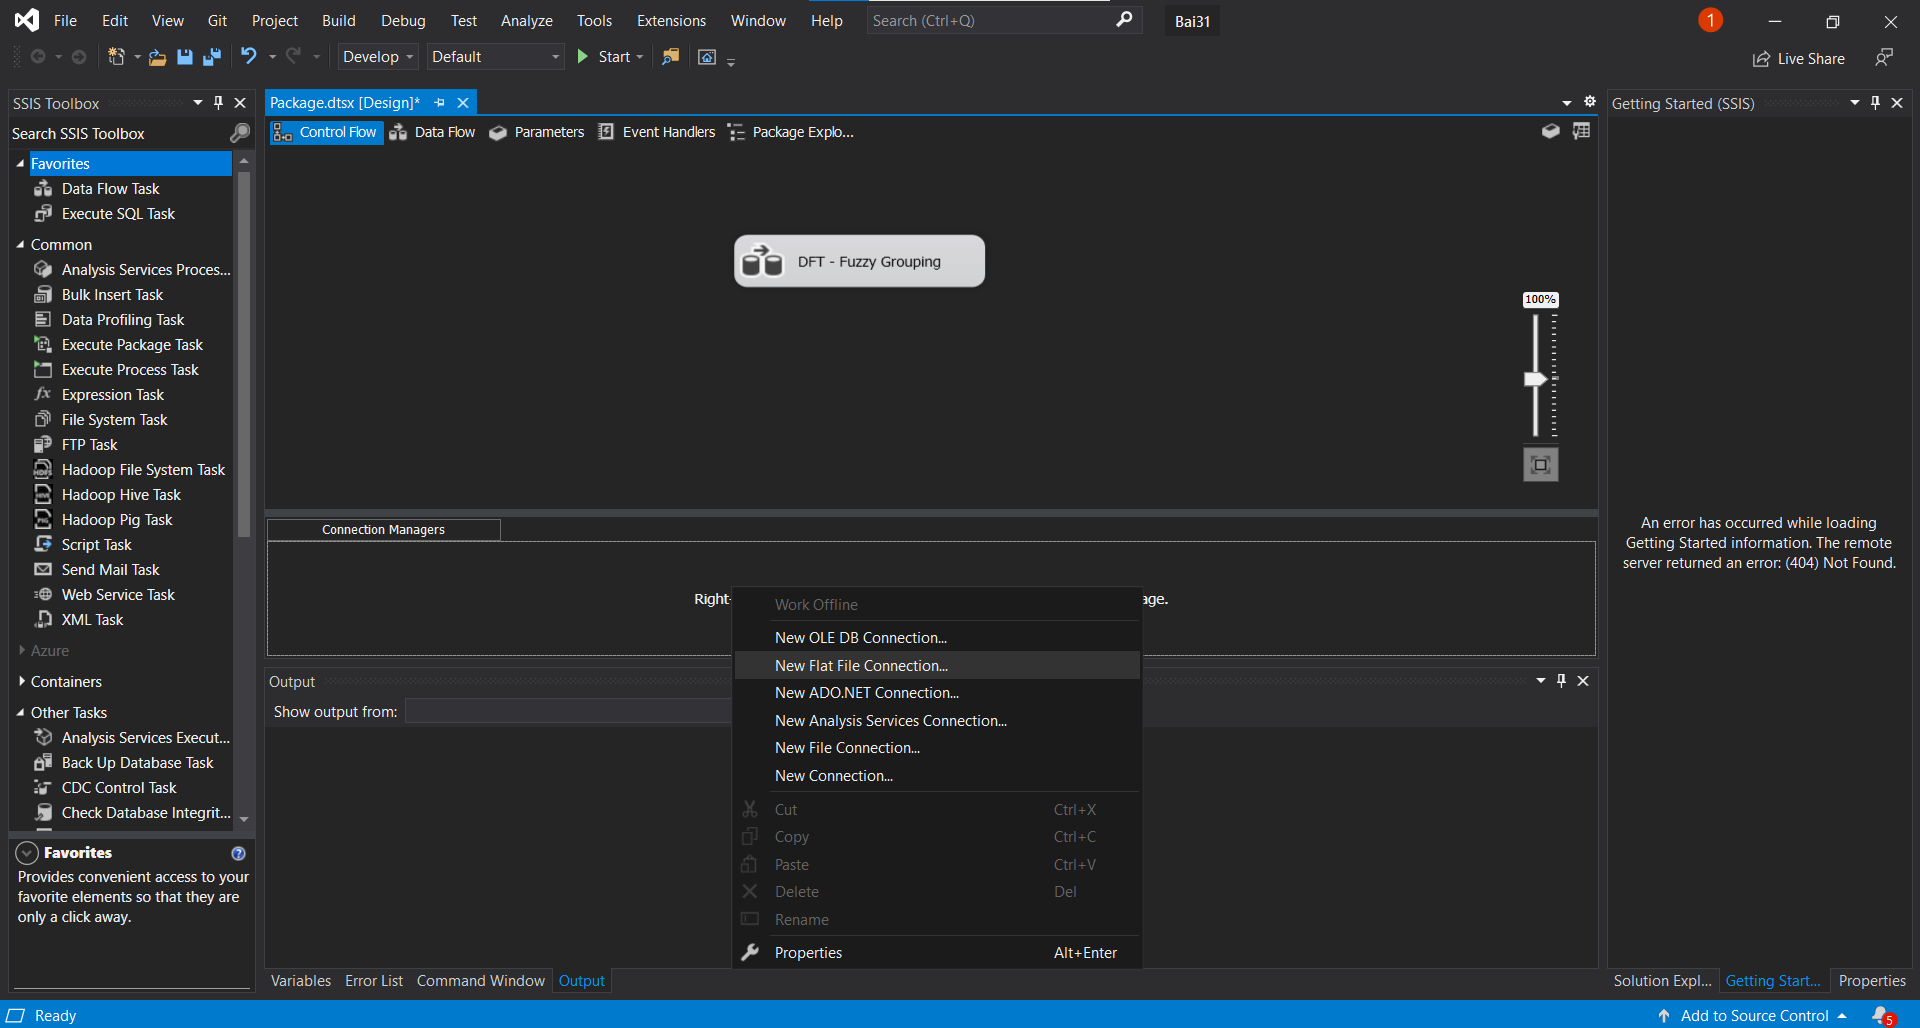 File Edit View Git Project Build Debug Test Analyze Tools Extensions Window Help Search (Ctrl+Q) Bai31 1
Develop Default Start Live Share
SSIS Toolbox
Search SSIS Toolbox
Favorites
Data Flow Task
Execute SQL Task
Common
Analysis Services Proces...
Bulk Insert Task
Data Profiling Task
Execute Package Task
Execute Process Task
Expression Task
File System Task
FTP Task
Hadoop File System Task
Hadoop Hive Task
Hadoop Pig Task
Script Task
Send Mail Task
Web Service Task
XML Task
Azure
Containers
Other Tasks
Analysis Services Execut...
Back Up Database Task
CDC Control Task
Check Database Integrit...
Favorites
Provides convenient access to your
favorite elements so that they are
only a click away.
Package.dtsx [Design]*
Control Flow Data Flow Parameters Event Handlers Package Explo...
DFT - Fuzzy Grouping
100%
Connection Managers
Right- age.
Work Offline
New OLE DB Connection...
New Flat File Connection...
New ADO.NET Connection...
New Analysis Services Connection...
New File Connection...
New Connection...
Cut Ctrl+X
Copy Ctrl+C
Paste Ctrl+V
Delete Del
Rename
Properties Alt+Enter
Output
Show output from:
Variables Error List Command Window Output
Getting Started (SSIS)
An error has occurred while loading
Getting Started information. The remote
server returned an error: (404) Not Found.
Solution Expl... Getting Start... Properties
Ready Add to Source Control 5